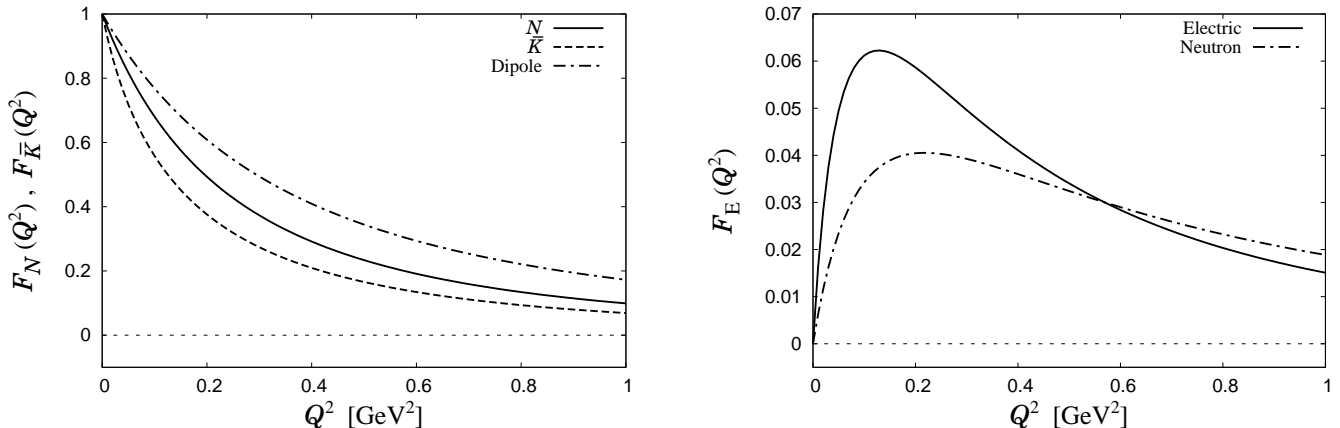 1
0.8
0.6
0.4
0.2
0
0 0.2 0.4 0.6 0.8 1
F_N (Q^2) , F_K̄ (Q^2)
Q^2 [GeV^2]
N
K̄
Dipole
0.07
0.06
0.05
0.04
0.03
0.02
0.01
0
0 0.2 0.4 0.6 0.8 1
F_E (Q^2)
Q^2 [GeV^2]
Electric
Neutron